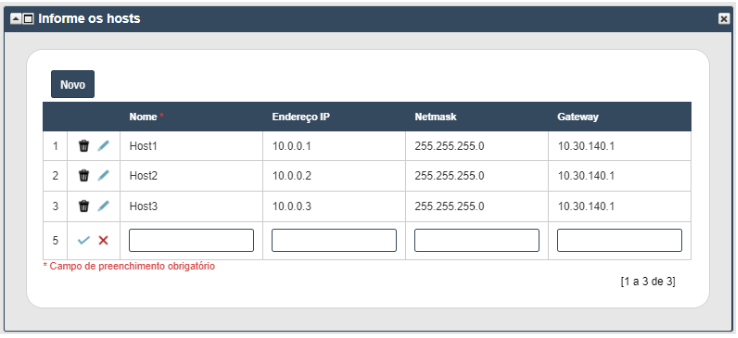 Informe os hosts
Novo
Nome * Endereço IP Netmask Gateway
1 Host1 10.0.0.1 255.255.255.0 10.30.140.1
2 Host2 10.0.0.2 255.255.255.0 10.30.140.1
3 Host3 10.0.0.3 255.255.255.0 10.30.140.1
5
* Campo de preenchimento obrigatório
[1 a 3 de 3]